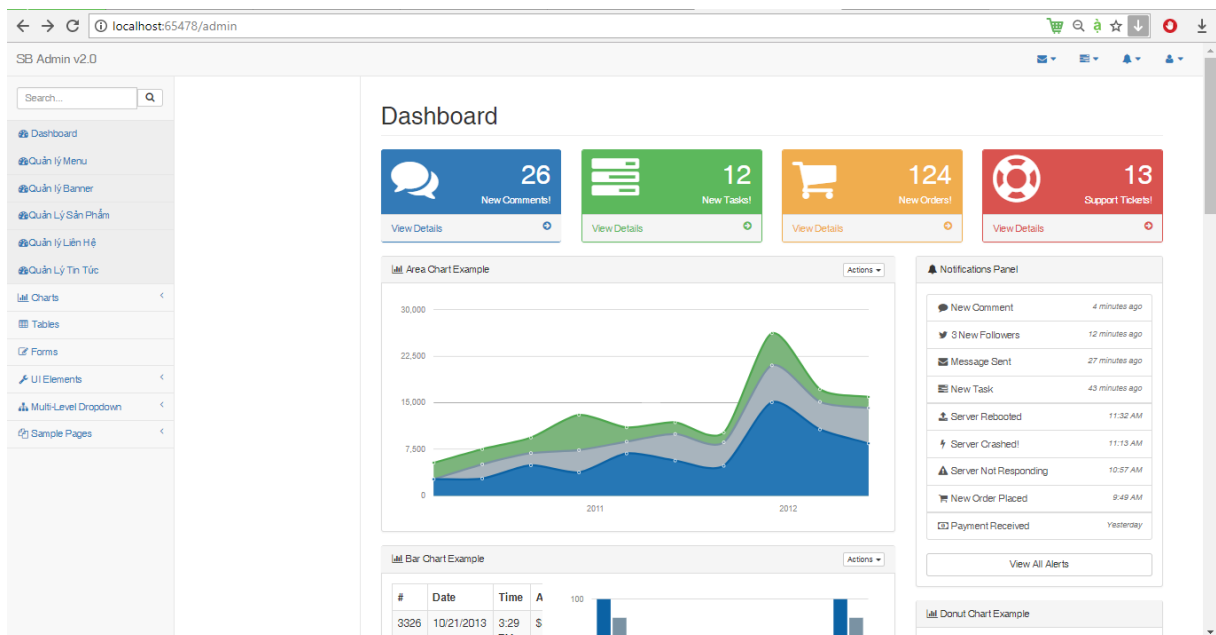 localhost:65478/admin
SB Admin v2.0
Search...
Dashboard
Quản lý Menu
Quản lý Banner
Quản Lý Sản Phẩm
Quản lý Liên Hệ
Quản Lý Tin Tức
Charts
Tables
Forms
UI Elements
Multi-Level Dropdown
Sample Pages
Dashboard
26
New Comments!
View Details
12
New Tasks!
View Details
124
New Orders!
View Details
13
Support Tickets!
View Details
Area Chart Example
Actions
30,000
22,500
15,000
7,500
0
2011 2012
Bar Chart Example
Actions
# Date Time A
3326 10/21/2013 3:29 $
100
Notifications Panel
New Comment 4 minutes ago
3 New Followers 12 minutes ago
Message Sent 27 minutes ago
New Task 43 minutes ago
Server Rebooted 11:32 AM
Server Crashed! 11:13 AM
Server Not Responding 10:57 AM
New Order Placed 9:49 AM
Payment Received Yesterday
View All Alerts
Donut Chart Example